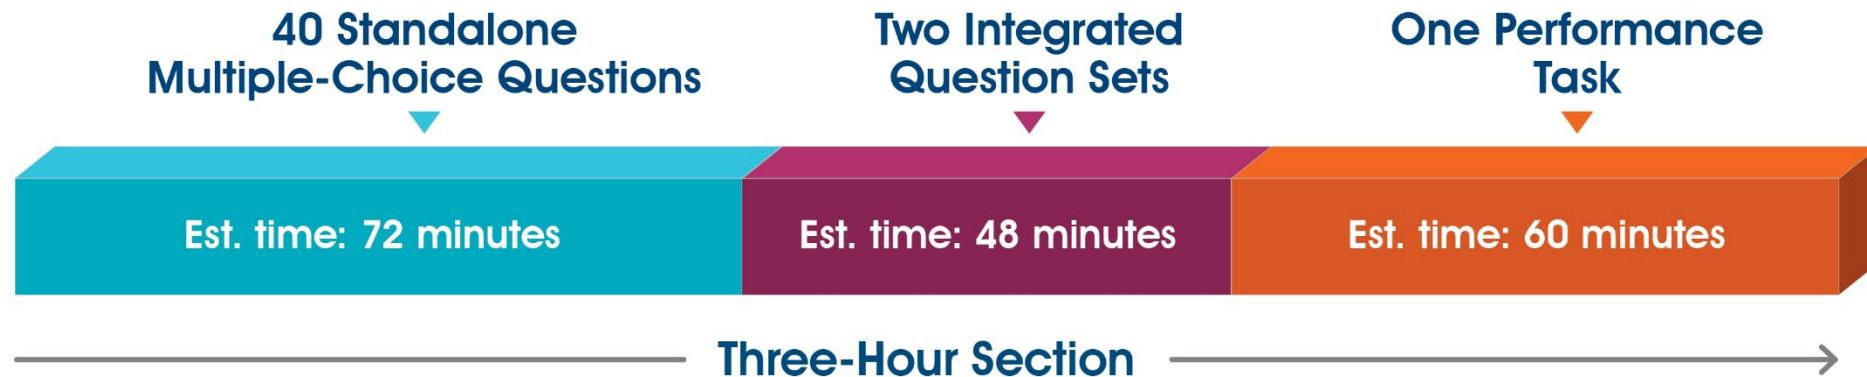 40 Standalone
Multiple-Choice Questions
Two Integrated
Question Sets
One Performance
Task
Est. time: 72 minutes
Est. time: 48 minutes
Est. time: 60 minutes
Three-Hour Section